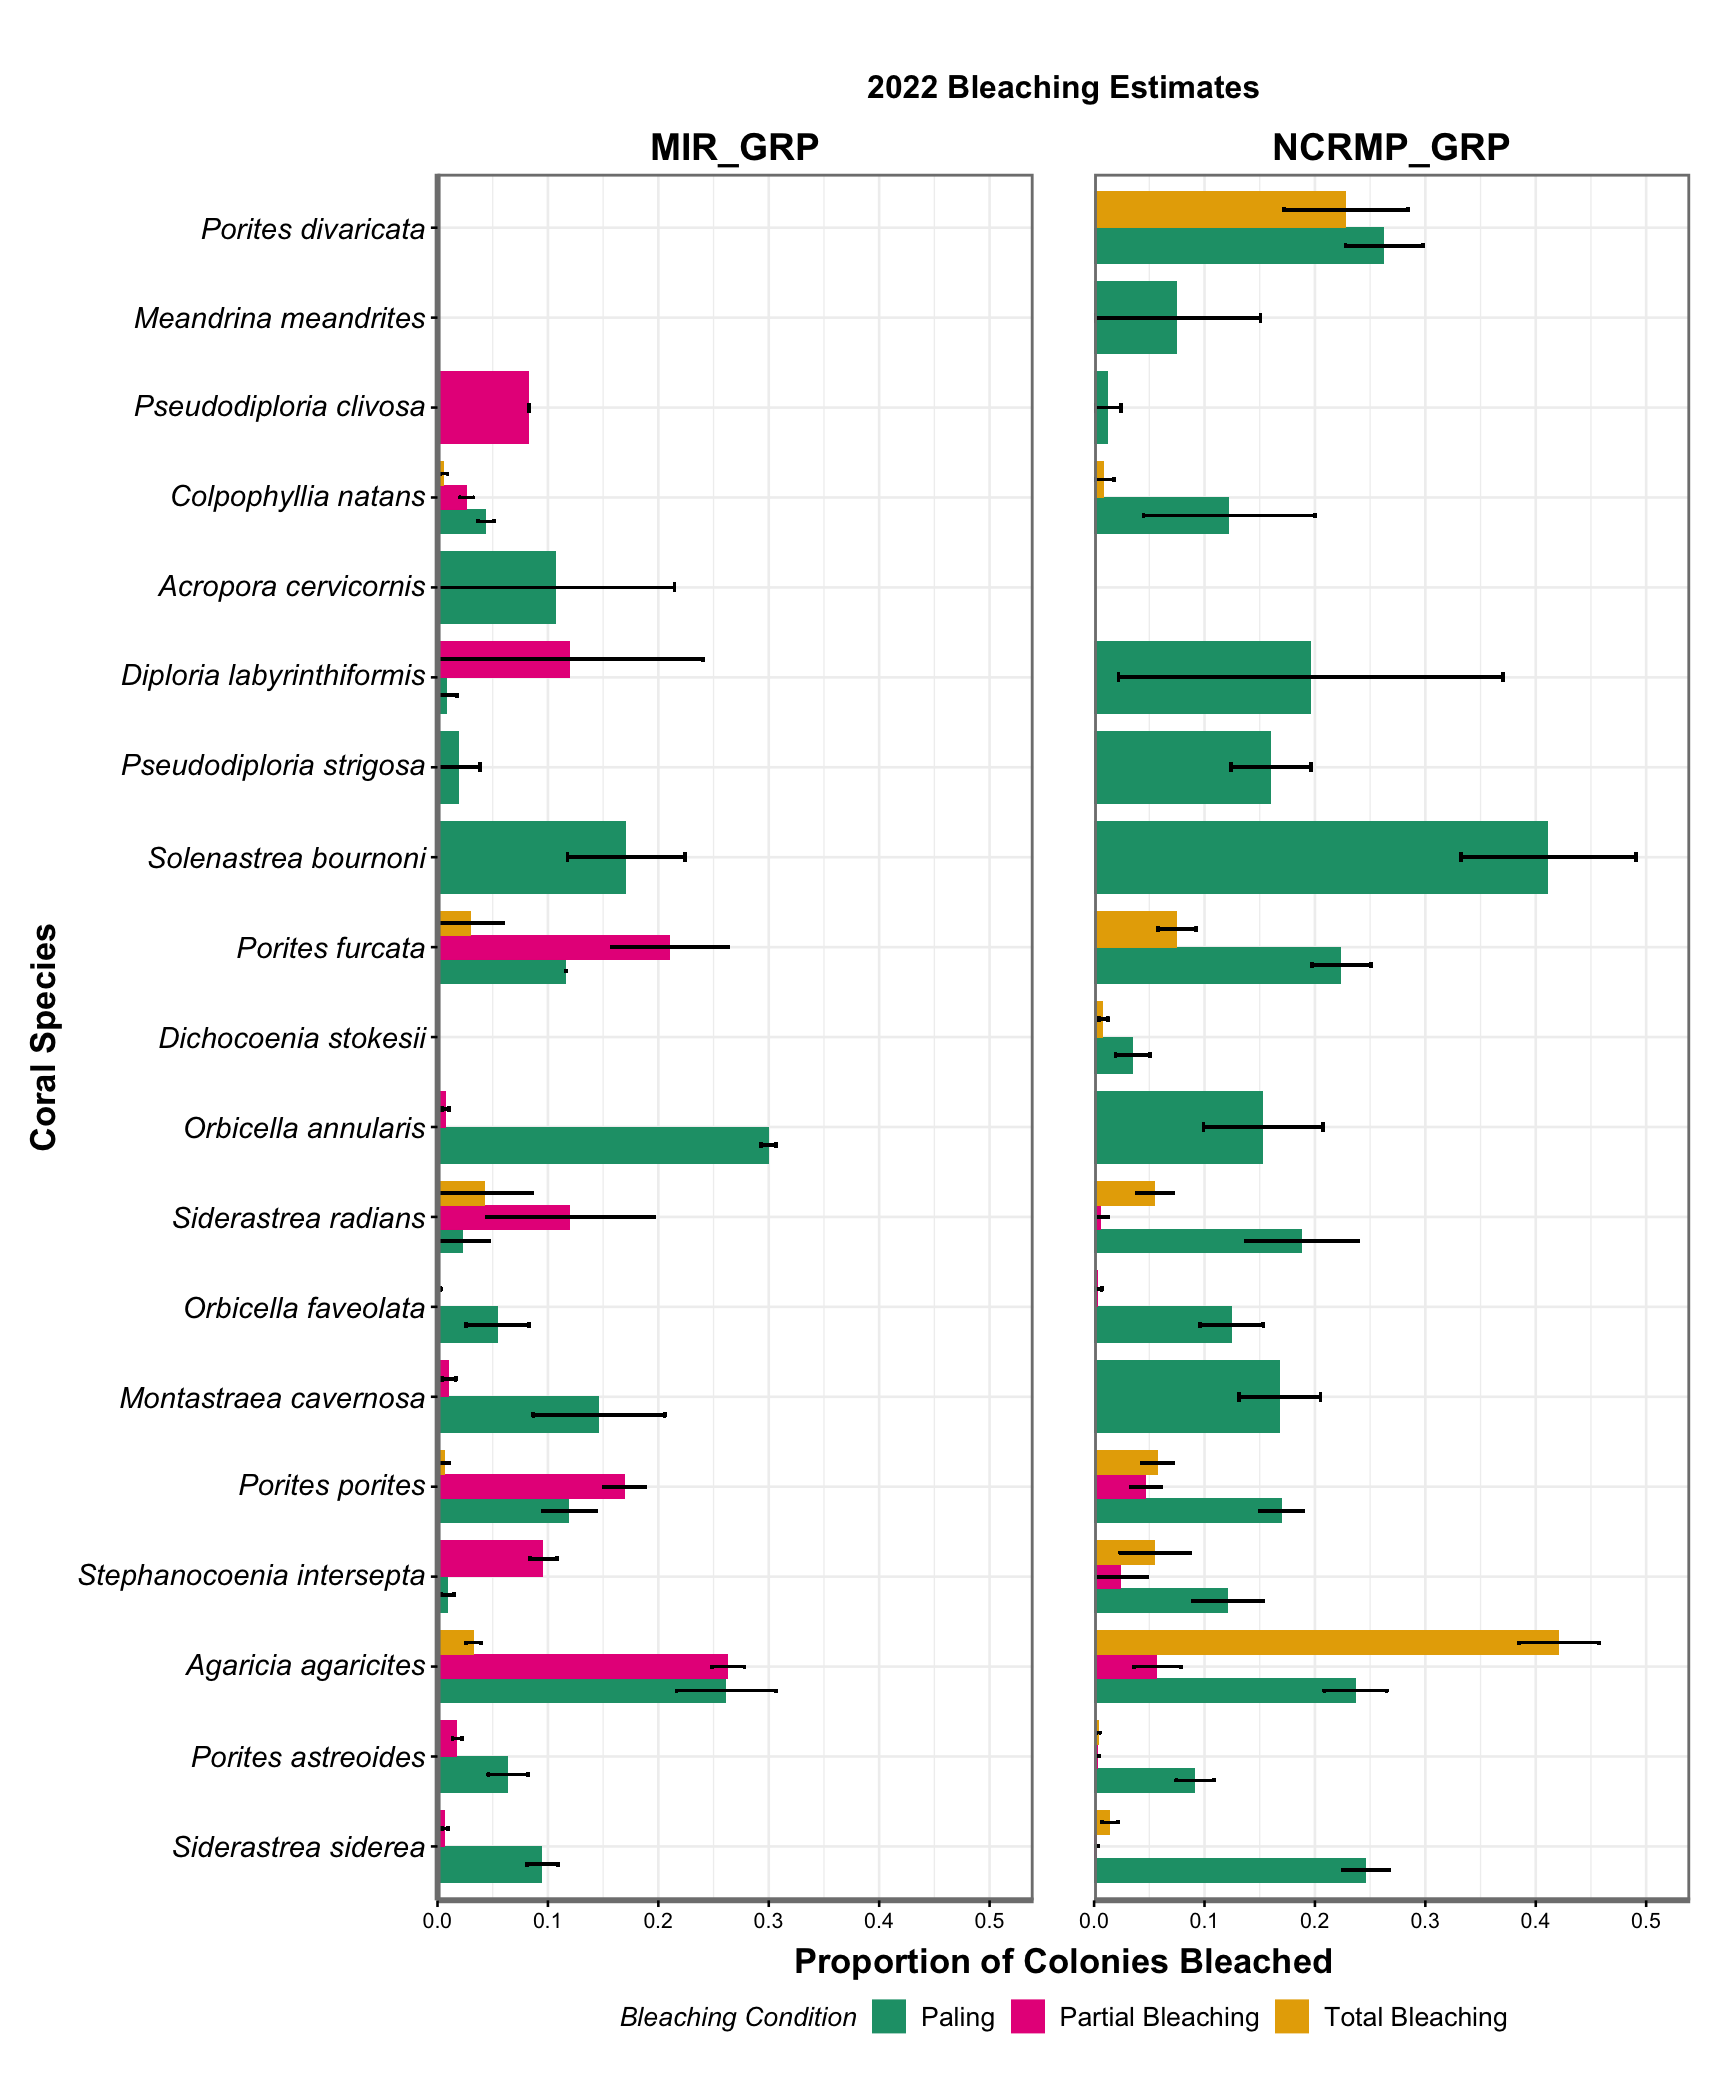 2022 Bleaching Estimates
MIR_GRP
NCRMP_GRP
Coral Species
Porites divaricata
Meandrina meandrites
Pseudodiploria clivosa
Colpophyllia natans
Acropora cervicornis
Diploria labyrinthiformis
Pseudodiploria strigosa
Solenastrea bournoni
Porites furcata
Dichocoenia stokesii
Orbicella annularis
Siderastrea radians
Orbicella faveolata
Montastraea cavernosa
Porites porites
Stephanocoenia intersepta
Agaricia agaricites
Porites astreoides
Siderastrea siderea
0.0 0.1 0.2 0.3 0.4 0.5
0.0 0.1 0.2 0.3 0.4 0.5
Proportion of Colonies Bleached
Bleaching Condition Paling Partial Bleaching Total Bleaching